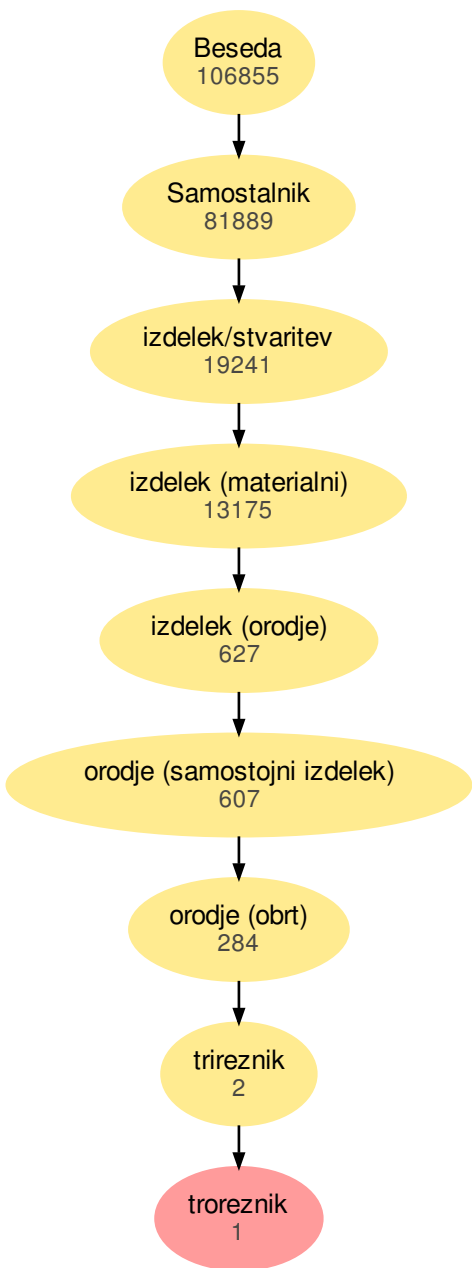 Beseda
106855
Samostalnik
81889
izdelek/stvaritev
19241
izdelek (materialni)
13175
izdelek (orodje)
627
orodje (samostojni izdelek)
607
orodje (obrt)
284
trireznik
2
troreznik
1